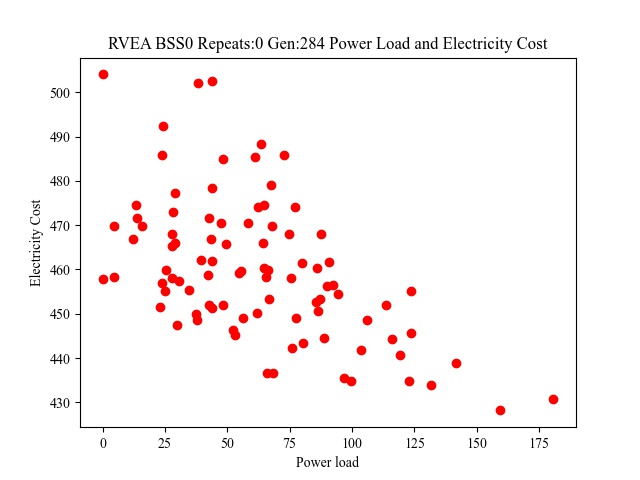 RVEA BSS0 Repeats:0 Gen:284 Power Load and Electricity Cost
Electricity Cost
500
490
480
470
460
450
440
430
0 25 50 75 100 125 150 175
Power load